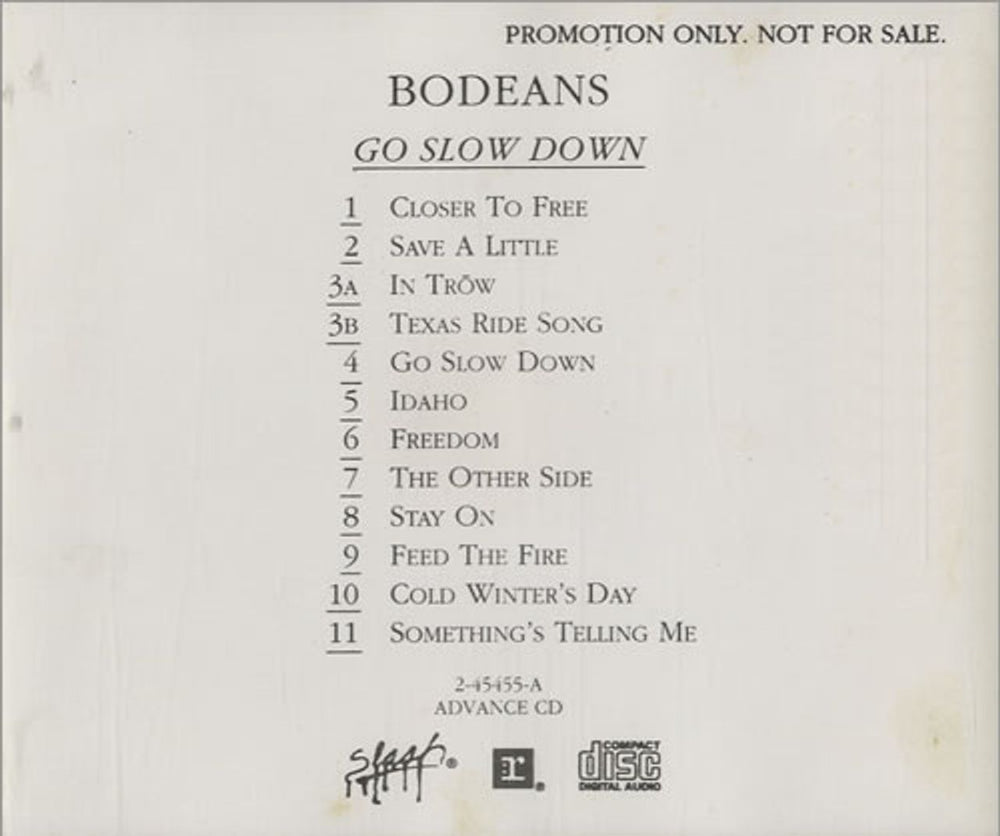 PROMOTION ONLY. NOT FOR SALE.
BODEANS
GO SLOW DOWN
1 CLOSER TO FREE
2 SAVE A LITTLE
3A IN TRŌW
3B TEXAS RIDE SONG
4 GO SLOW DOWN
5 IDAHO
6 FREEDOM
7 THE OTHER SIDE
8 STAY ON
9 FEED THE FIRE
10 COLD WINTER'S DAY
11 SOMETHING'S TELLING ME
2-45455-A
ADVANCE CD
slash® r® COMPACT disc DIGITAL AUDIO